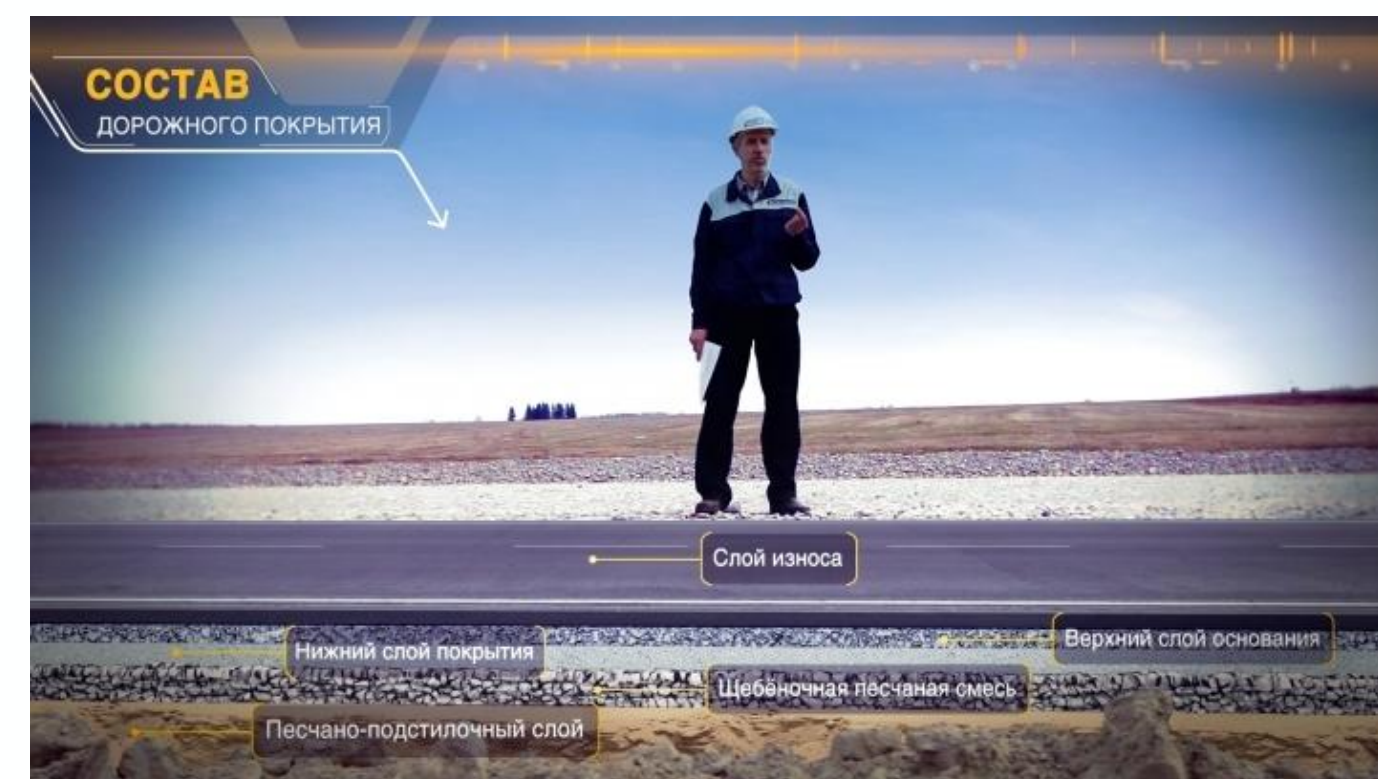 СОСТАВ
ДОРОЖНОГО ПОКРЫТИЯ
Слой износа
Верхний слой основания
Нижний слой покрытия
Щебёночная песчаная смесь
Песчано-подстилочный слой